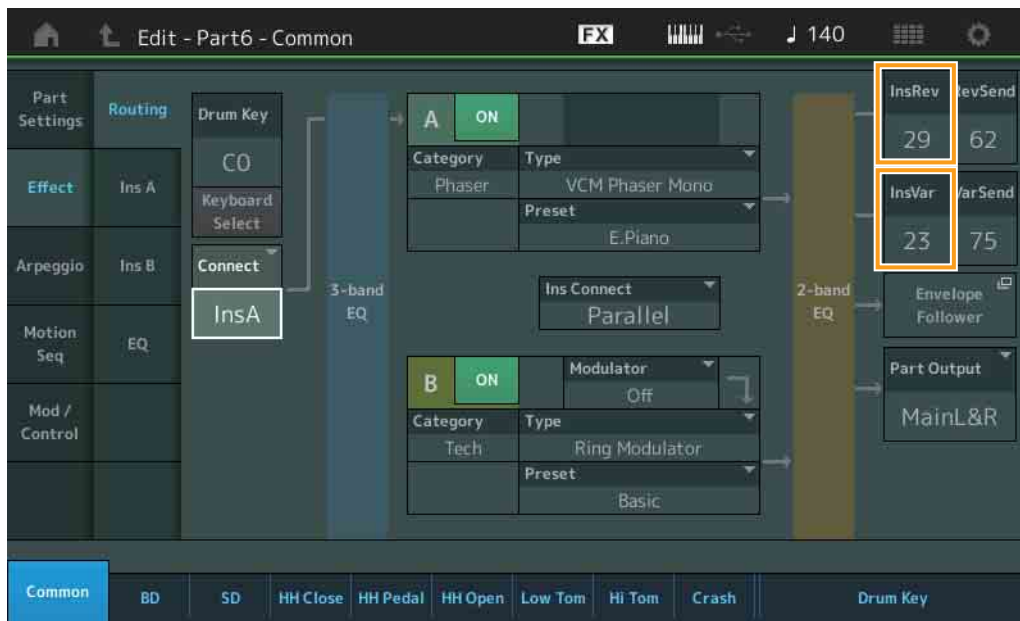 Edit - Part6 - Common
FX
♩ 140
Part
Settings
Effect
Arpeggio
Motion
Seq
Mod /
Control
Routing
Ins A
Ins B
EQ
Drum Key
C0
Keyboard
Select
Connect
InsA
3-band
EQ
A
ON
Category
Phaser
Type
VCM Phaser Mono
Preset
E.Piano
Ins Connect
Parallel
B
ON
Modulator
Off
Category
Tech
Type
Ring Modulator
Preset
Basic
2-band
EQ
InsRev
RevSend
29
62
InsVar
VarSend
23
75
Envelope
Follower
Part Output
MainL&R
Common
BD
SD
HH Close
HH Pedal
HH Open
Low Tom
Hi Tom
Crash
Drum Key